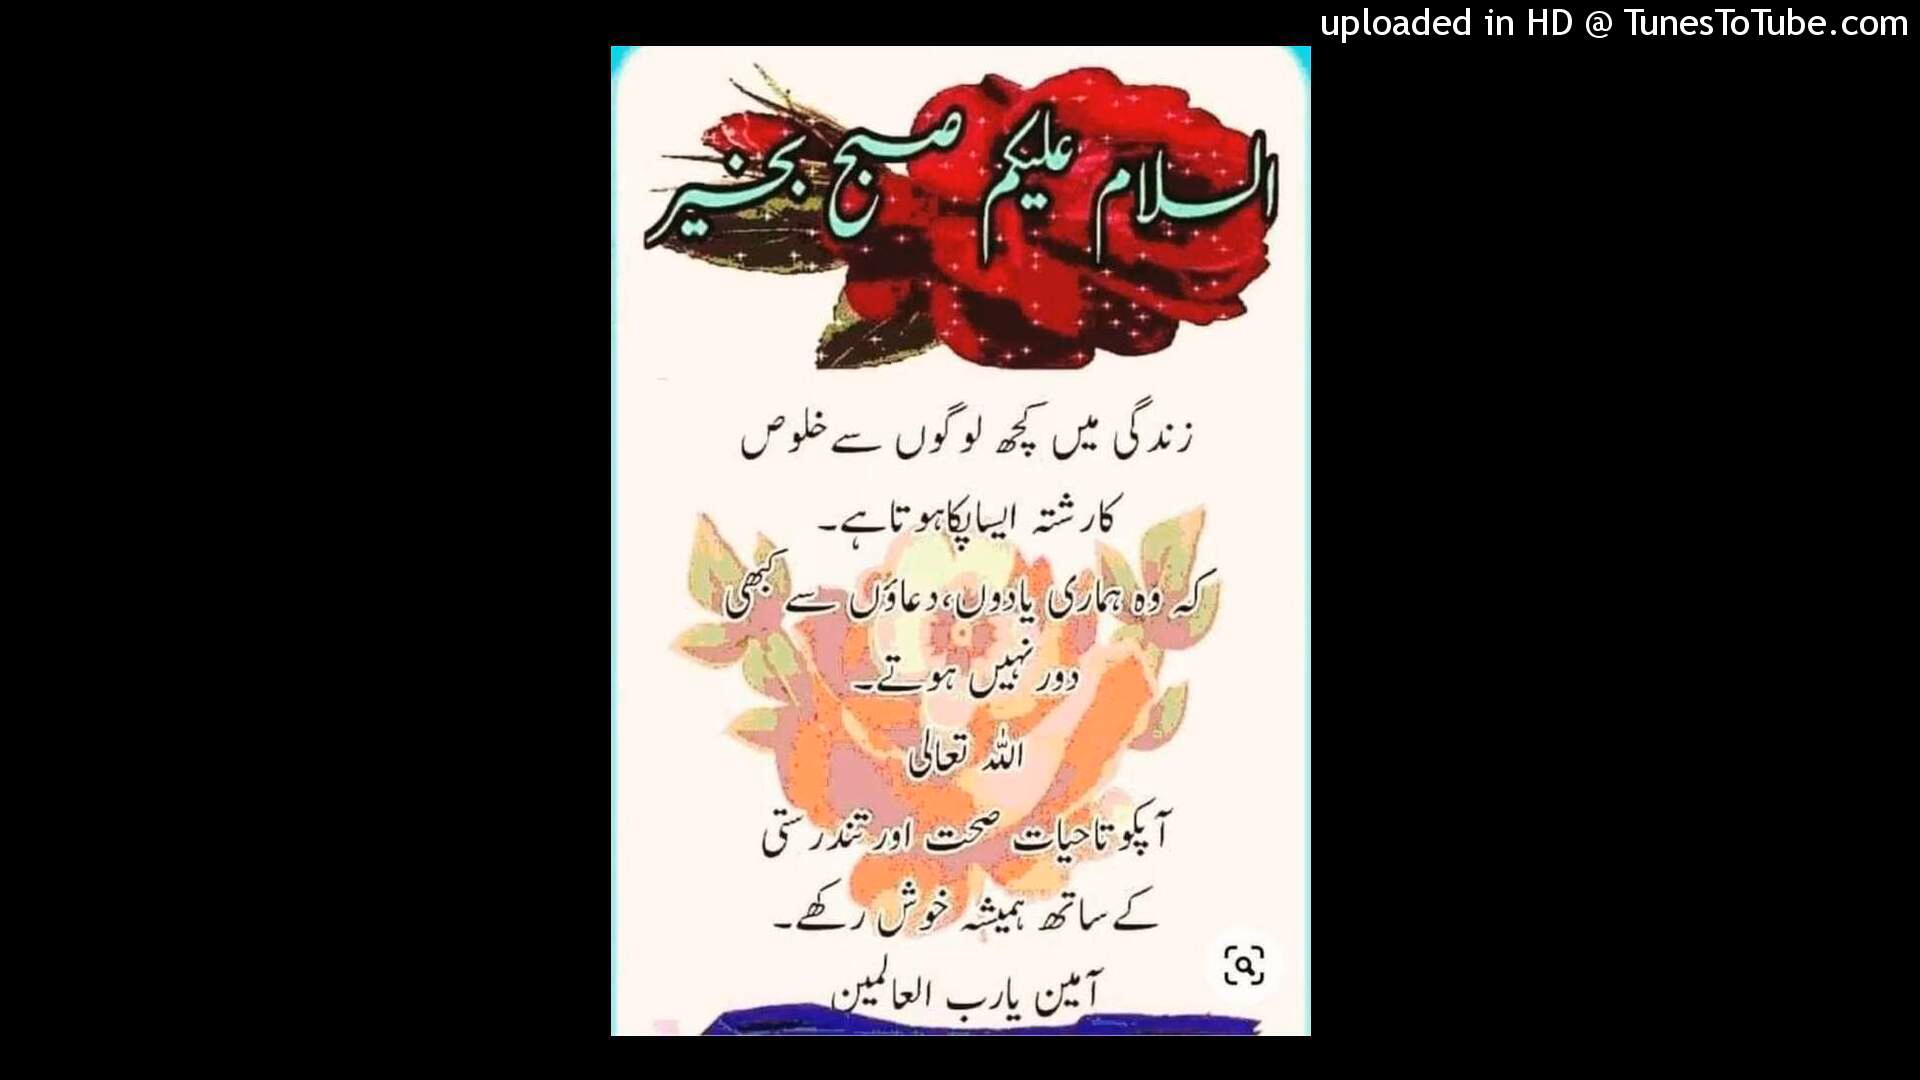 uploaded in HD @ TunesToTube.com
السلام علیکم صبح بخیر
زندگی میں کچھ لوگوں سے خلوص
کا رشتہ ایسا پکا ہوتا ہے۔
کہ وہ ہماری یادوں، دعاؤں سے کبھی
دور نہیں ہوتے۔
اللہ تعالی
آپکو تاحیات صحت اور تندرستی
کے ساتھ ہمیشہ خوش رکھے۔
آمین یارب العالمین